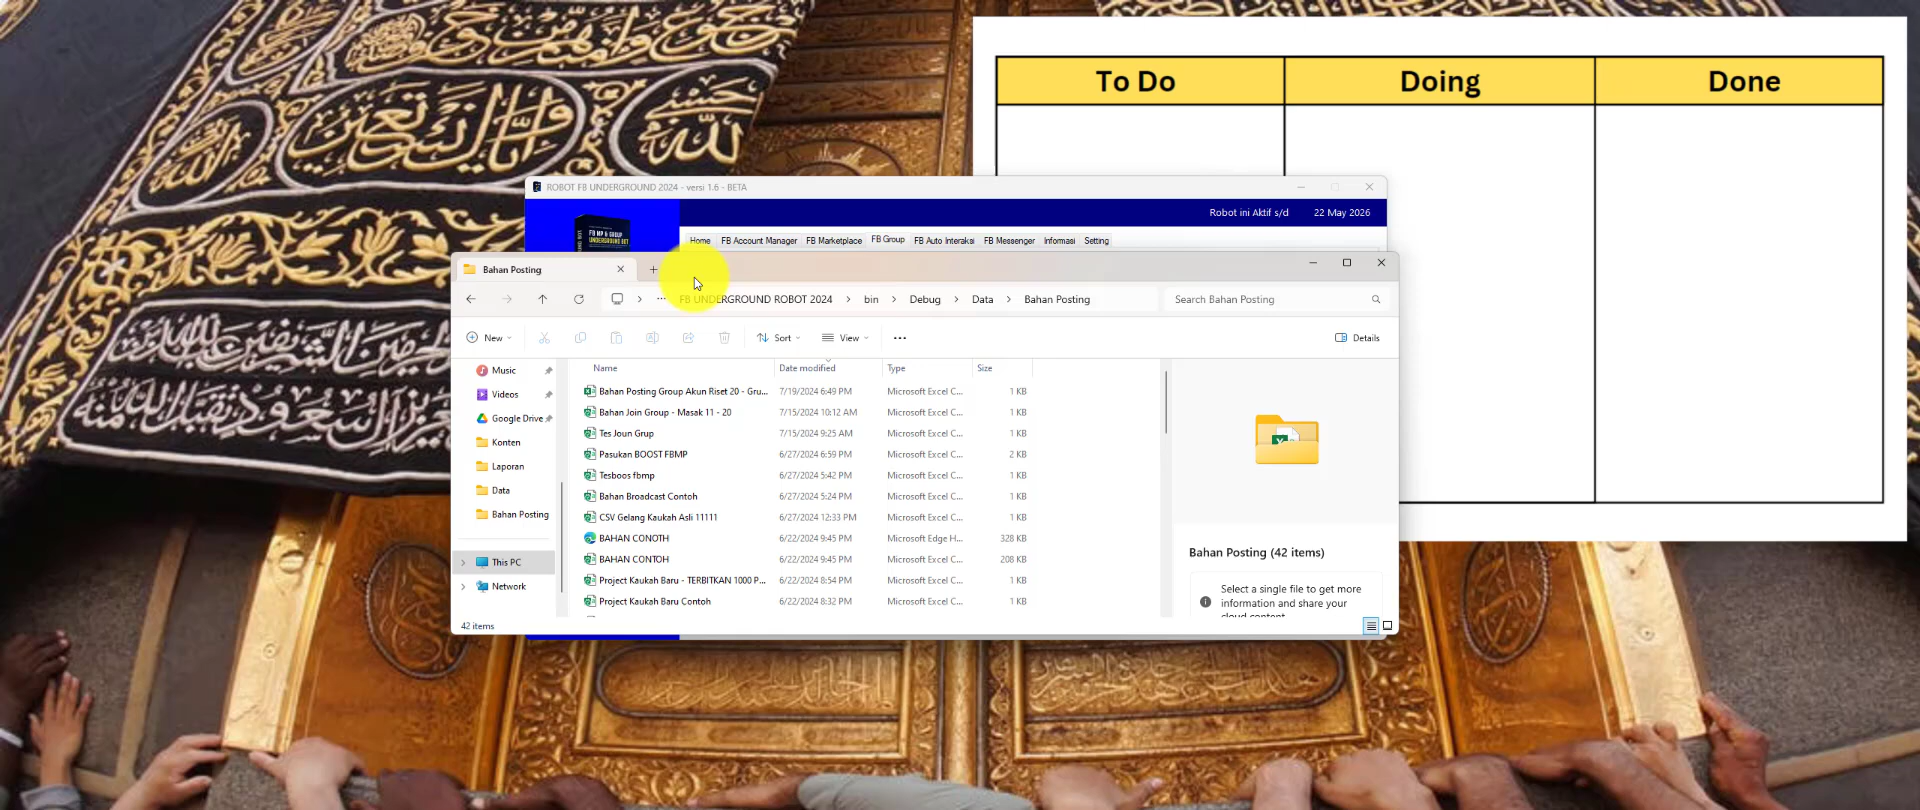 حسبي الله
To Do
Doing
Done
ROBOT FB UNDERGROUND 2024 - versi 1.6 - BETA
Robot ini Aktif s/d
22 May 2026
FB MP & GROUP
UNDERGROUND BOT
Home
FB Account Manager
FB Marketplace
FB Group
FB Auto Interaksi
FB Messenger
Informasi
Setting
Bahan Posting
FB UNDERGROUND ROBOT 2024 > bin > Debug > Data > Bahan Posting
Search Bahan Posting
New
Sort
View
Details
Music
Videos
Google Drive
Konten
Laporan
Data
Bahan Posting
This PC
Network
Name Date modified Type Size
Bahan Posting Group Akun Riset 20 - Gru... 7/19/2024 6:49 PM Microsoft Excel C... 1 KB
Bahan Join Group - Masak 11 - 20 7/15/2024 10:12 AM Microsoft Excel C... 1 KB
Tes Joun Grup 7/15/2024 9:25 AM Microsoft Excel C... 1 KB
Pasukan BOOST FBMP 6/27/2024 6:59 PM Microsoft Excel C... 2 KB
Tesboos fbmp 6/27/2024 5:42 PM Microsoft Excel C... 1 KB
Bahan Broadcast Contoh 6/27/2024 5:24 PM Microsoft Excel C... 1 KB
CSV Gelang Kaukah Asli 11111 6/27/2024 12:33 PM Microsoft Excel C... 1 KB
BAHAN CONOTH 6/22/2024 9:45 PM Microsoft Edge H... 328 KB
BAHAN CONTOH 6/22/2024 9:45 PM Microsoft Excel C... 208 KB
Project Kaukah Baru - TERBITKAN 1000 P... 6/22/2024 8:54 PM Microsoft Excel C... 1 KB
Project Kaukah Baru Contoh 6/22/2024 8:32 PM Microsoft Excel C... 1 KB
Bahan Posting (42 items)
Select a single file to get more
information and share your
cloud content.
42 items